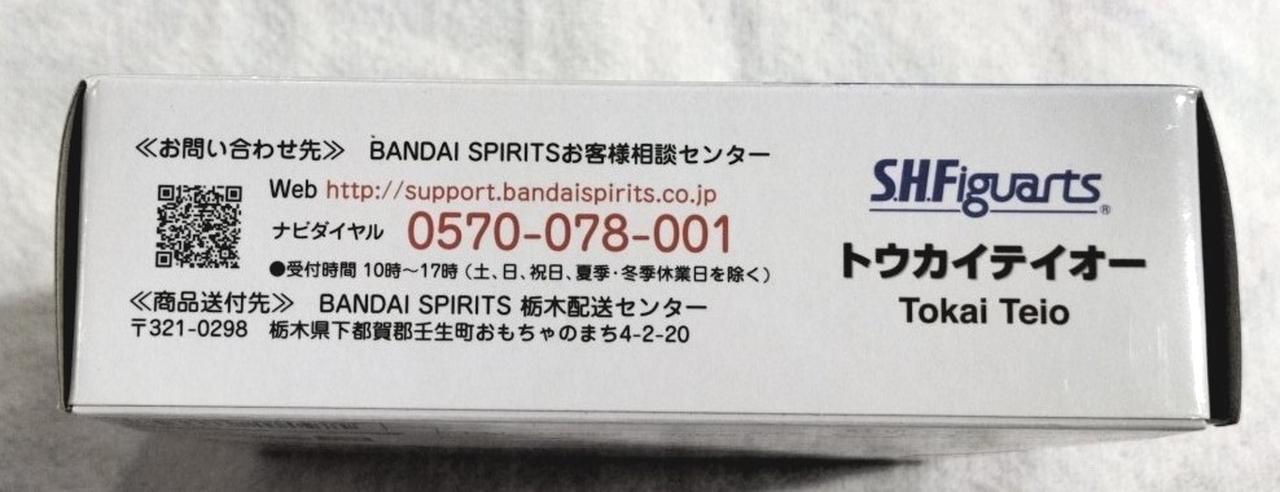 ≪お問い合わせ先≫ BANDAI SPIRITSお客様相談センター
Web http://support.bandaispirits.co.jp
ナビダイヤル 0570-078-001
●受付時間 10時〜17時（土、日、祝日、夏季・冬季休業日を除く）
≪商品送付先≫ BANDAI SPIRITS 栃木配送センター
〒321-0298 栃木県下都賀郡壬生町おもちゃのまち4-2-20
S.H.Figuarts®
トウカイテイオー
Tokai Teio